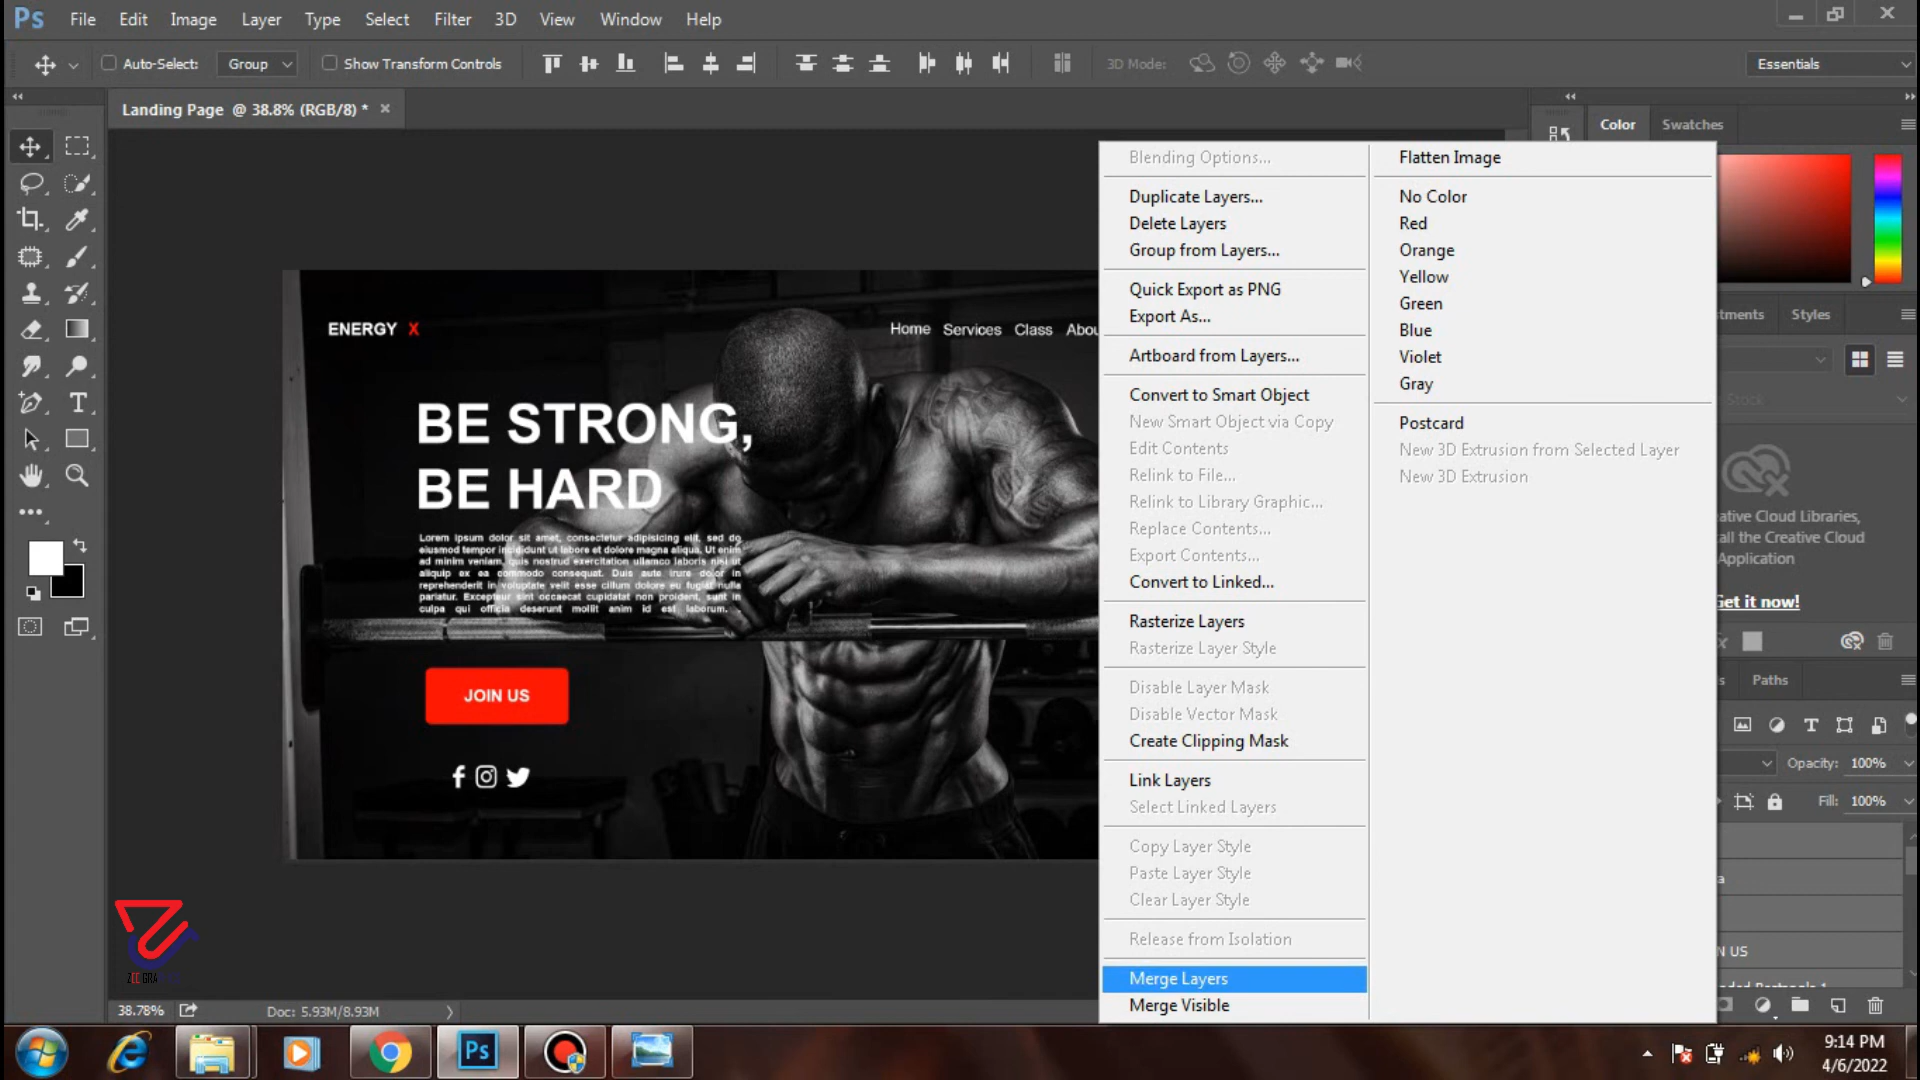 Ps File Edit Image Layer Type Select Filter 3D View Window Help
Auto-Select: Group Show Transform Controls 3D Mode: Essentials
Landing Page @ 38.8% (RGB/8) *
Color Swatches
Styles
ENERGY X Home Services Class
BE STRONG,
BE HARD
Lorem ipsum dolor sit amet, consectetur adipisicing elit, sed do
eiusmod tempor incididunt ut labore et dolore magna aliqua. Ut enim
ad minim veniam, quis nostrud exercitation ullamco laboris nisi ut
aliquip ex ea commodo consequat. Duis aute irure dolor in
reprehenderit in voluptate velit esse cillum dolore eu fugiat nulla
pariatur. Excepteur sint occaecat cupidatat non proident, sunt in
culpa qui officia deserunt mollit anim id est laborum.
JOIN US
Blending Options...
Duplicate Layers...
Delete Layers
Group from Layers...
Quick Export as PNG
Export As...
Artboard from Layers...
Convert to Smart Object
New Smart Object via Copy
Edit Contents
Relink to File...
Relink to Library Graphic...
Replace Contents...
Export Contents...
Convert to Linked...
Rasterize Layers
Rasterize Layer Style
Disable Layer Mask
Disable Vector Mask
Create Clipping Mask
Link Layers
Select Linked Layers
Copy Layer Style
Paste Layer Style
Clear Layer Style
Release from Isolation
Merge Layers
Merge Visible
Flatten Image
No Color
Red
Orange
Yellow
Green
Blue
Violet
Gray
Postcard
New 3D Extrusion from Selected Layer
New 3D Extrusion
Stock
Cloud Libraries,
the Creative Cloud
Application
Get it now!
Paths
Opacity: 100%
Fill: 100%
US
38.78% Doc: 5.93M/8.93M
Ps
9:14 PM
4/6/2022